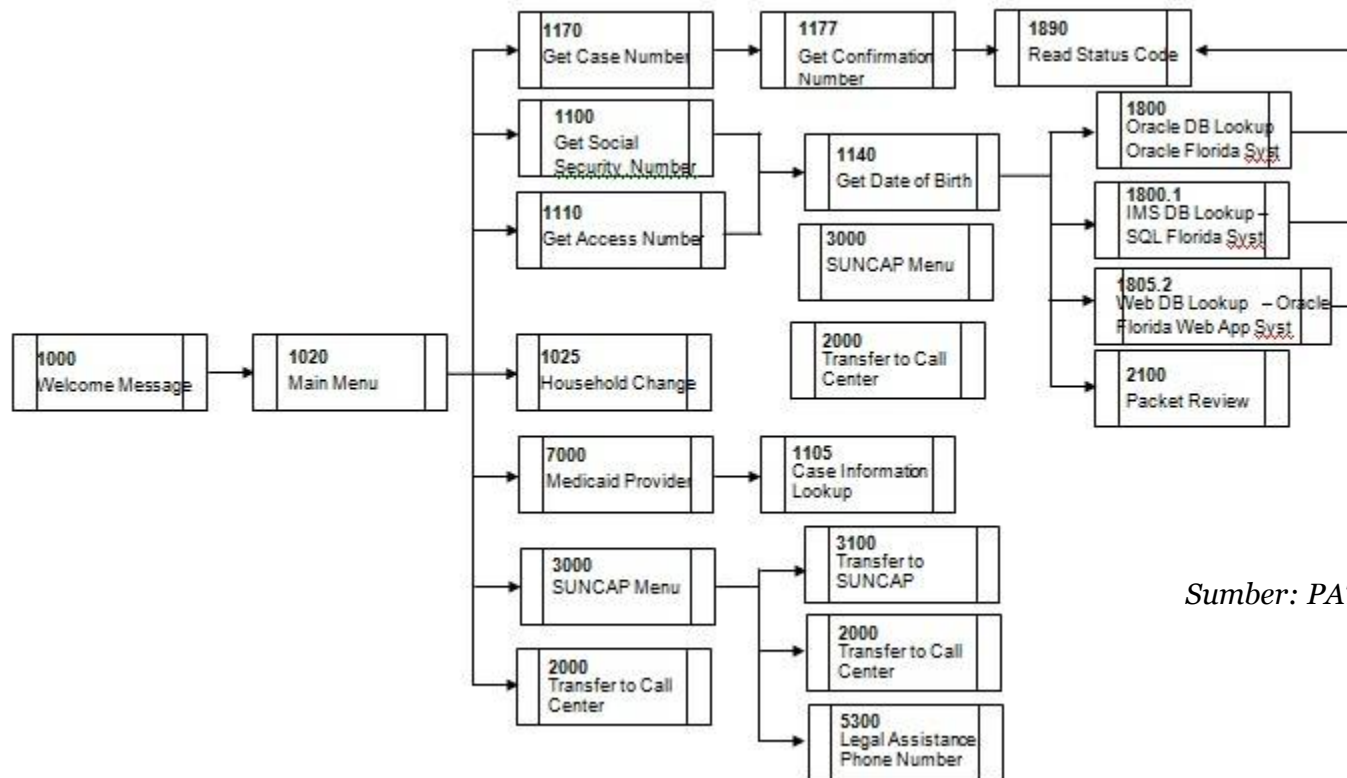 1170
Get Case Number
1177
Get Confirmation
Number
1890
Read Status Code
1100
Get Social
Security Number
1110
Get Access Number
1140
Get Date of Birth
3000
SUNCAP Menu
2000
Transfer to Call
Center
1800
Oracle DB Lookup
Oracle Florida Syst
1800.1
IMS DB Lookup –
SQL Florida Syst
1805.2
Web DB Lookup – Oracle
Florida Web App Syst
2100
Packet Review
1000
Welcome Message
1020
Main Menu
1025
Household Change
7000
Medicaid Provider
1105
Case Information
Lookup
3000
SUNCAP Menu
3100
Transfer to
SUNCAP
2000
Transfer to Call
Center
2000
Transfer to Call
Center
5300
Legal Assistance
Phone Number
Sumber: